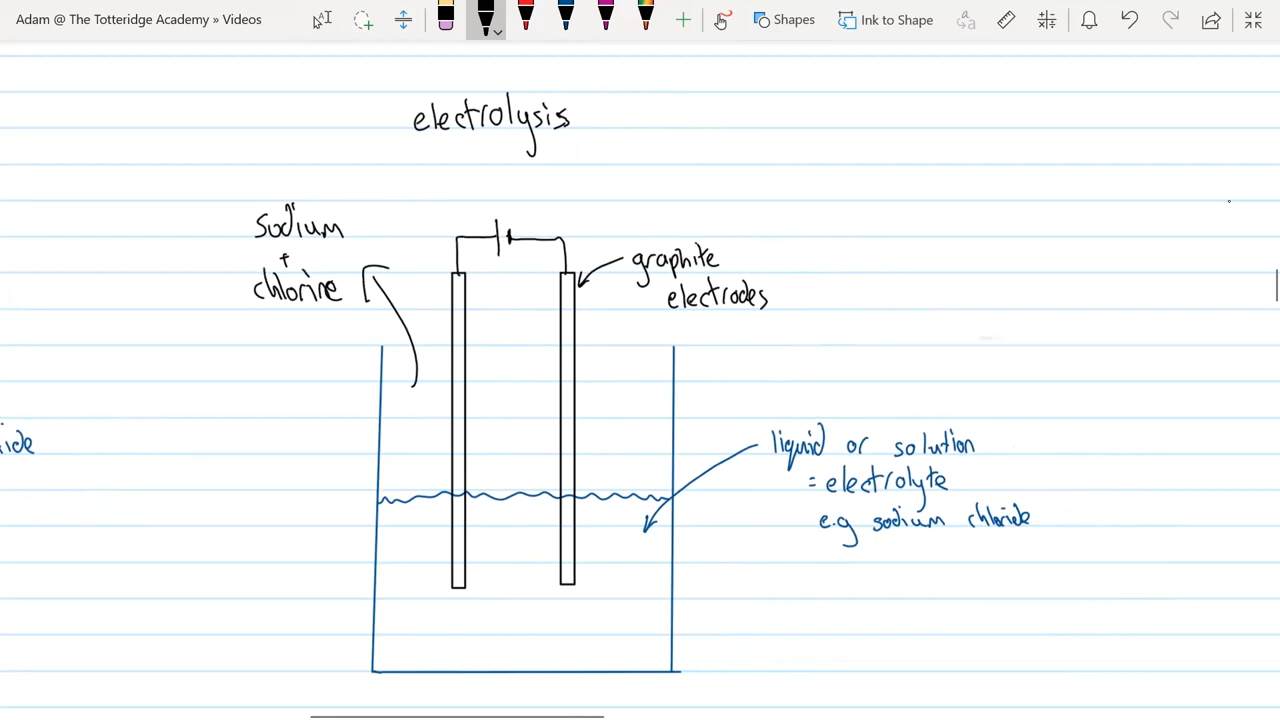 Adam @ The Totteridge Academy » Videos
Shapes
Ink to Shape
electrolysis
sodium
+
chlorine
graphite
electrodes
ide
liquid or solution
= electrolyte
e.g sodium chloride